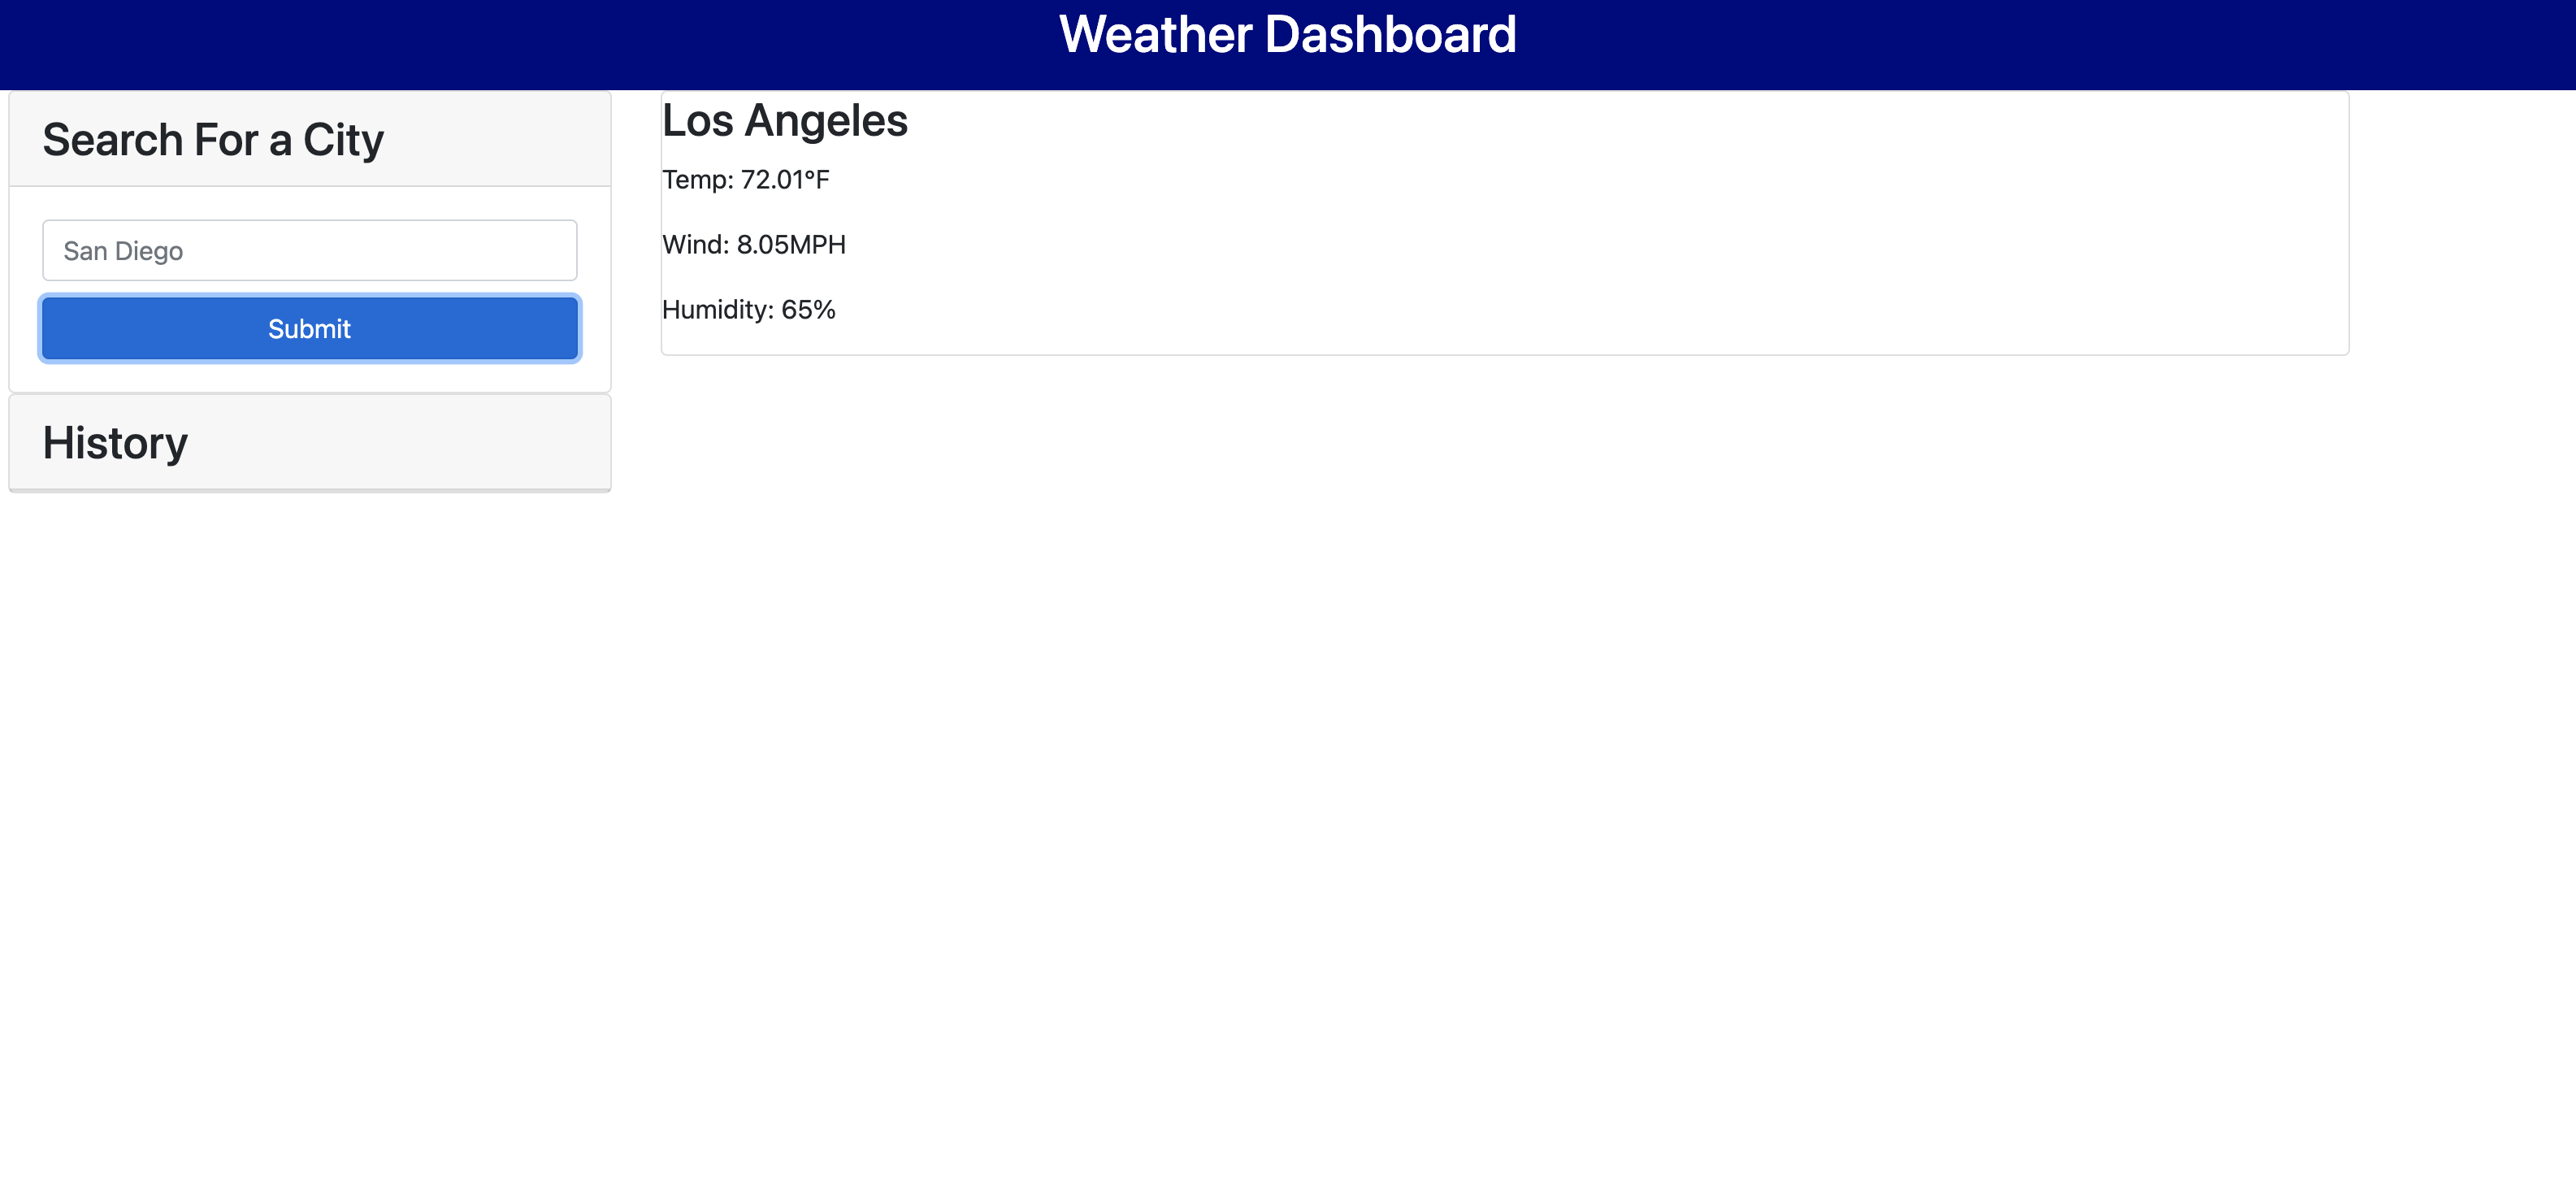 Weather Dashboard
Search For a City
San Diego
Submit
History
Los Angeles
Temp: 72.01°F
Wind: 8.05MPH
Humidity: 65%